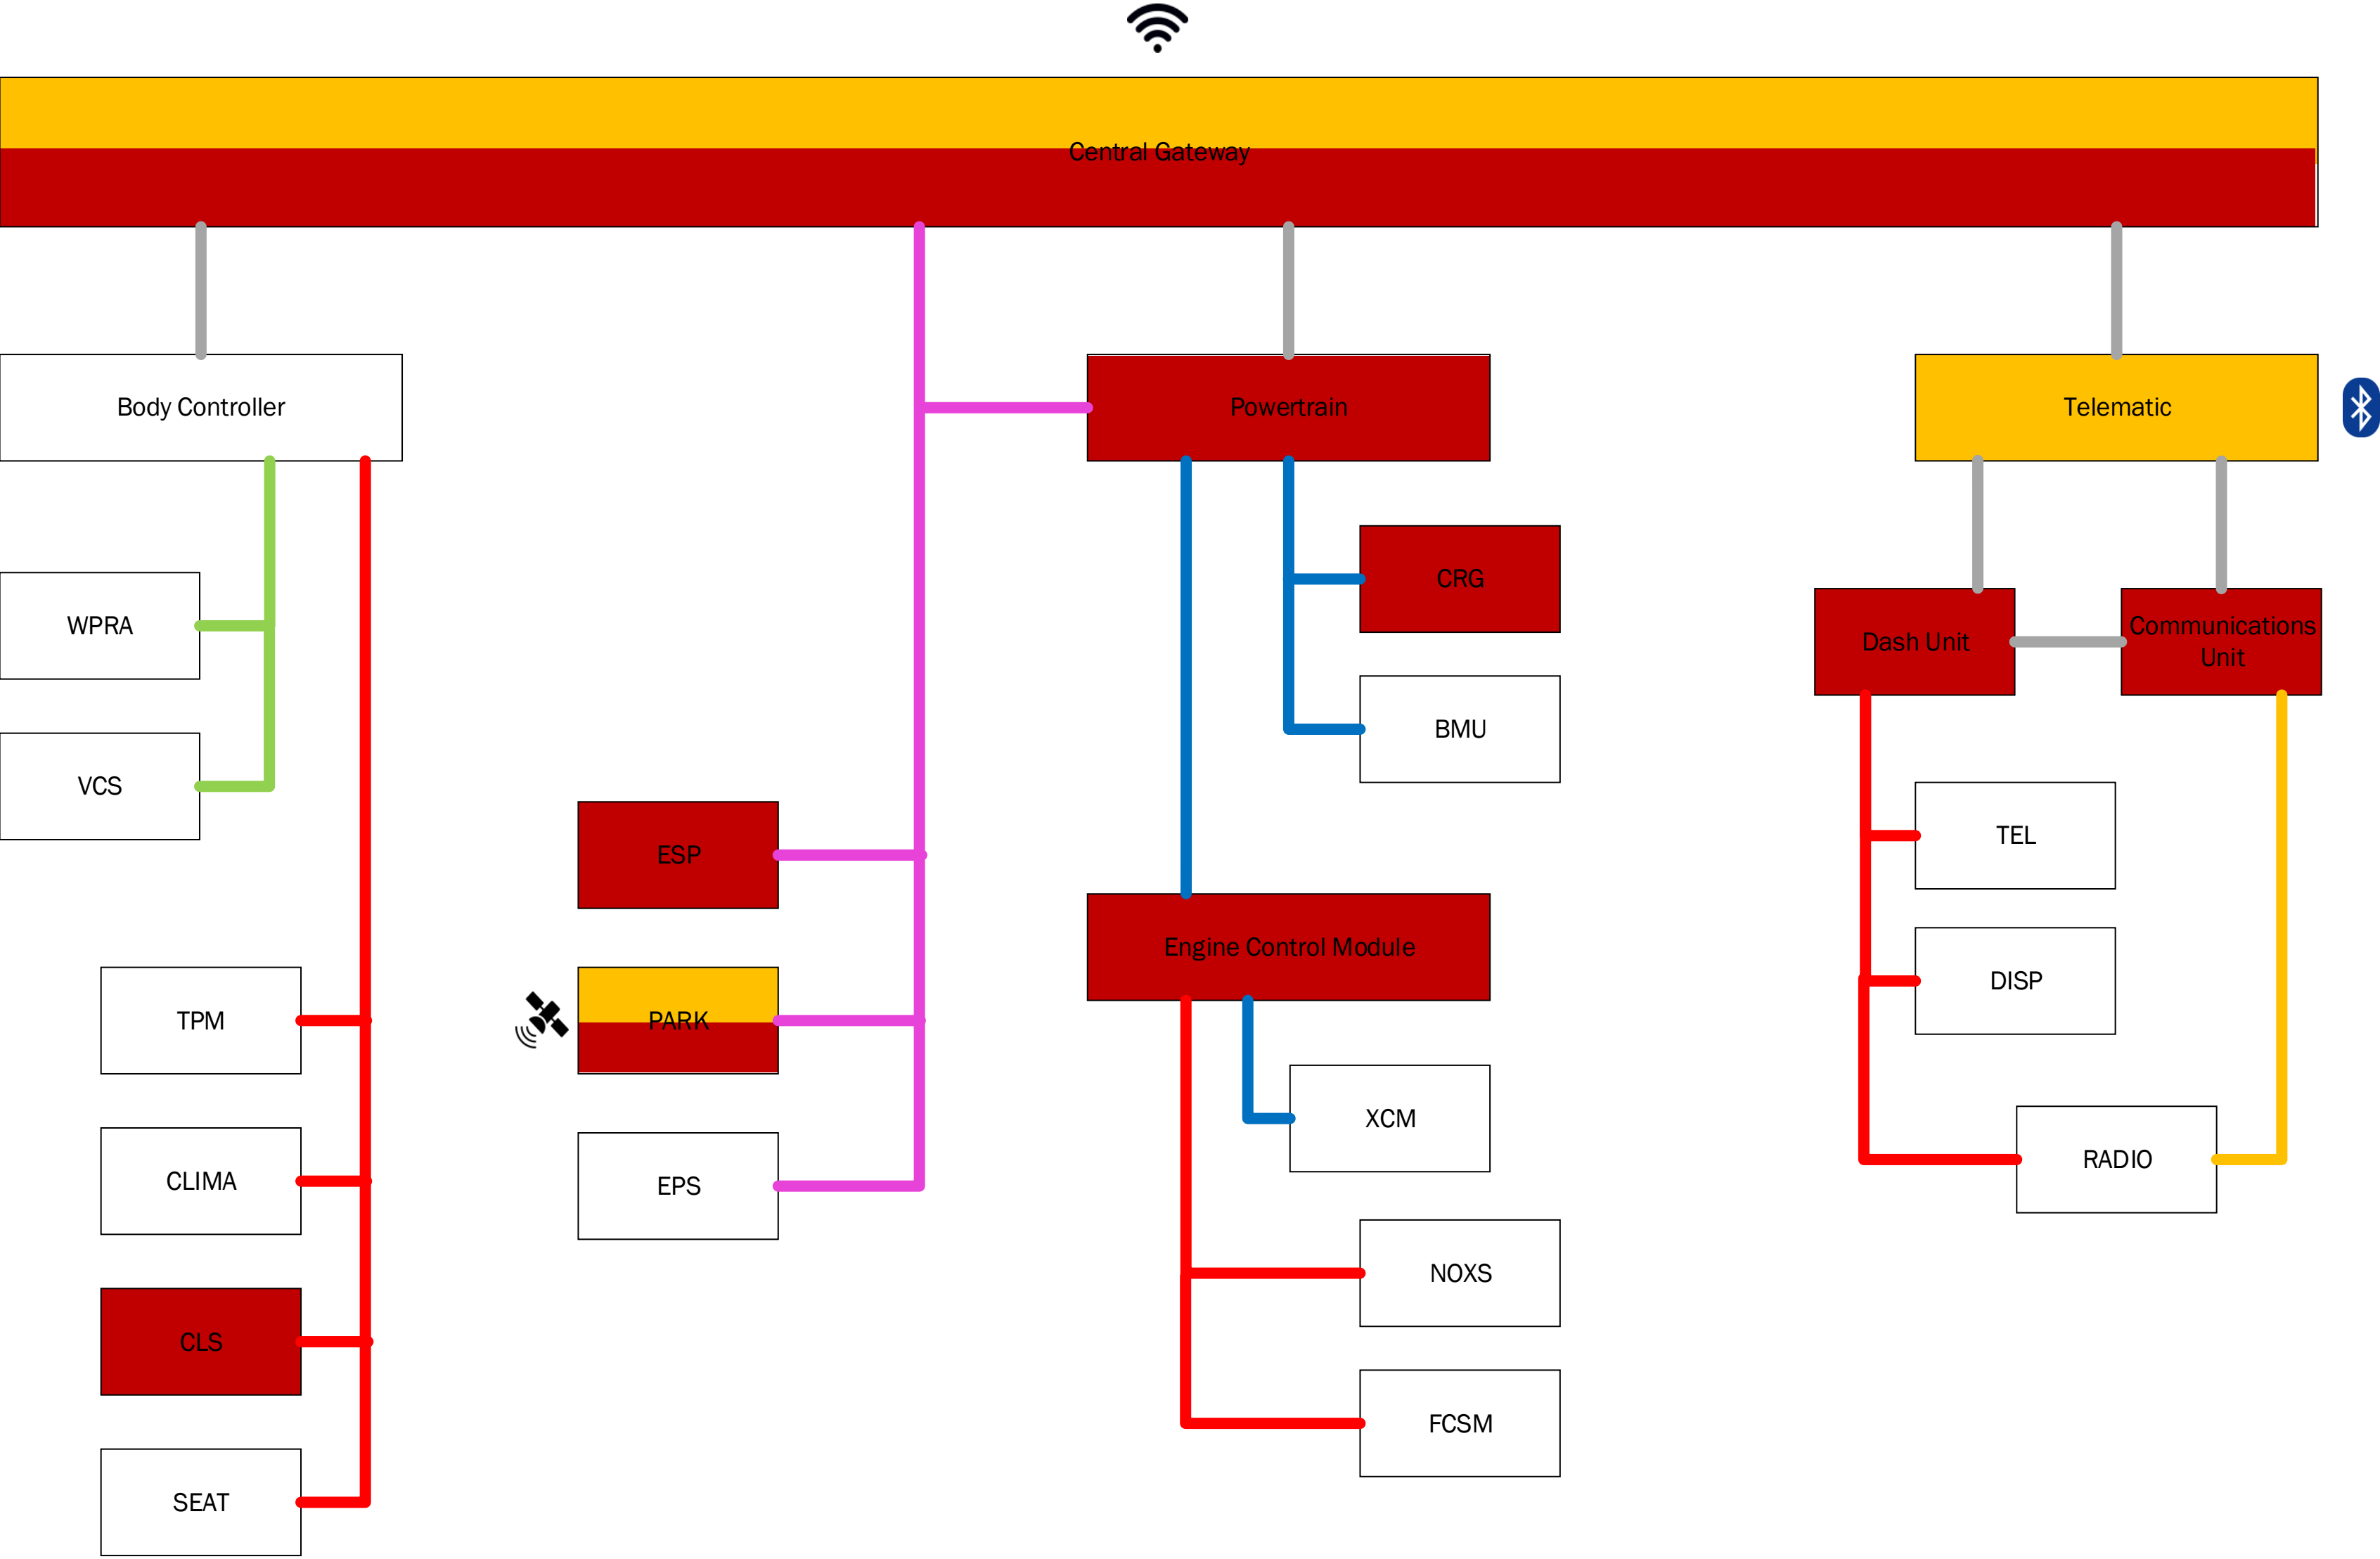 Central Gateway
Body Controller
Powertrain
Telematic
CRG
WPRA
Dash Unit
Communications
Unit
BMU
VCS
TEL
ESP
Engine Control Module
DISP
TPM
PARK
XCM
RADIO
CLIMA
EPS
NOXS
CLS
FCSM
SEAT